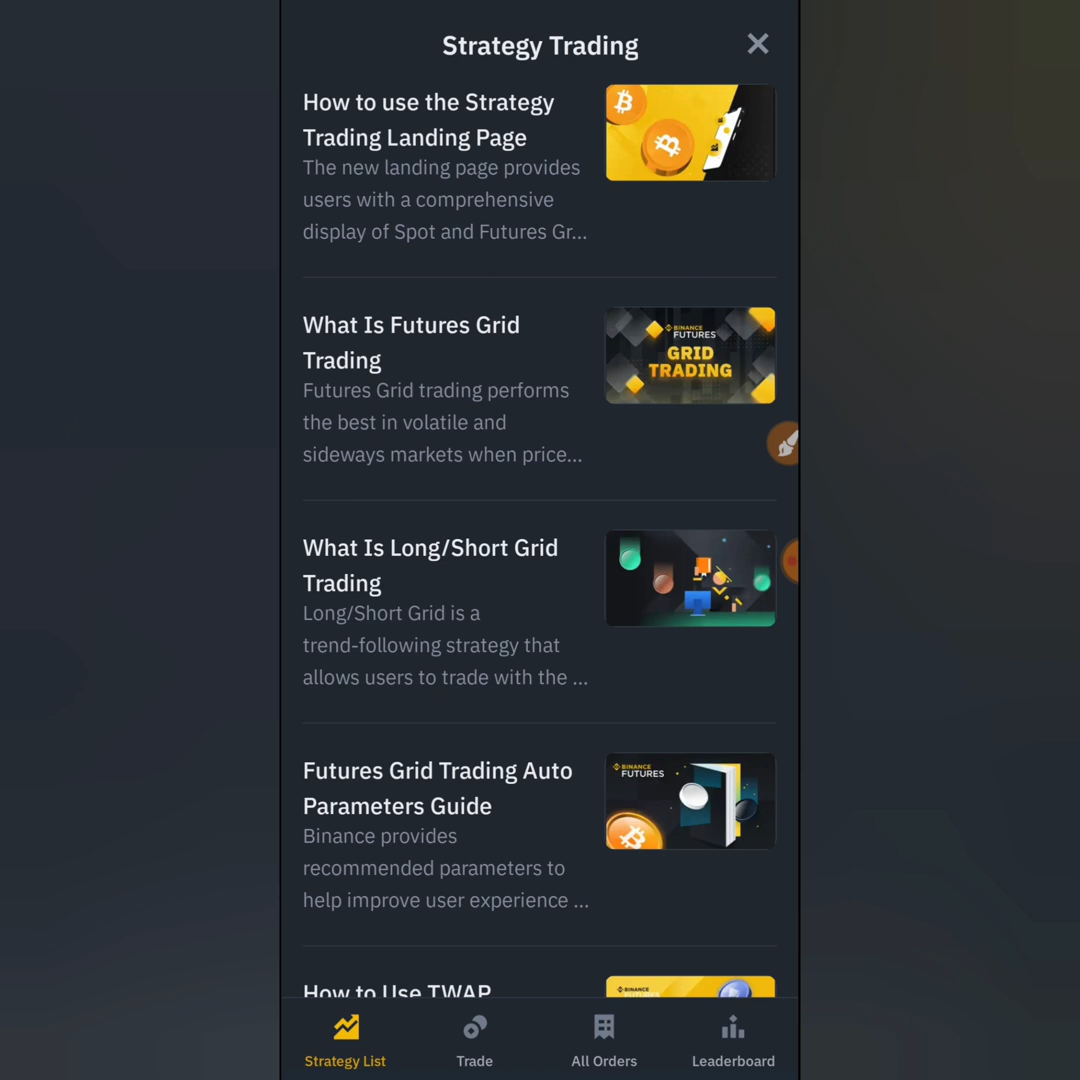 Strategy Trading
How to use the Strategy
Trading Landing Page
The new landing page provides
users with a comprehensive
display of Spot and Futures Gr...
What Is Futures Grid
Trading
Futures Grid trading performs
the best in volatile and
sideways markets when price...
BINANCE
FUTURES
GRID
TRADING
What Is Long/Short Grid
Trading
Long/Short Grid is a
trend-following strategy that
allows users to trade with the ...
Futures Grid Trading Auto
Parameters Guide
Binance provides
recommended parameters to
help improve user experience ...
BINANCE
FUTURES
How to Use TWAP
BINANCE
FUTURES
Strategy List
Trade
All Orders
Leaderboard